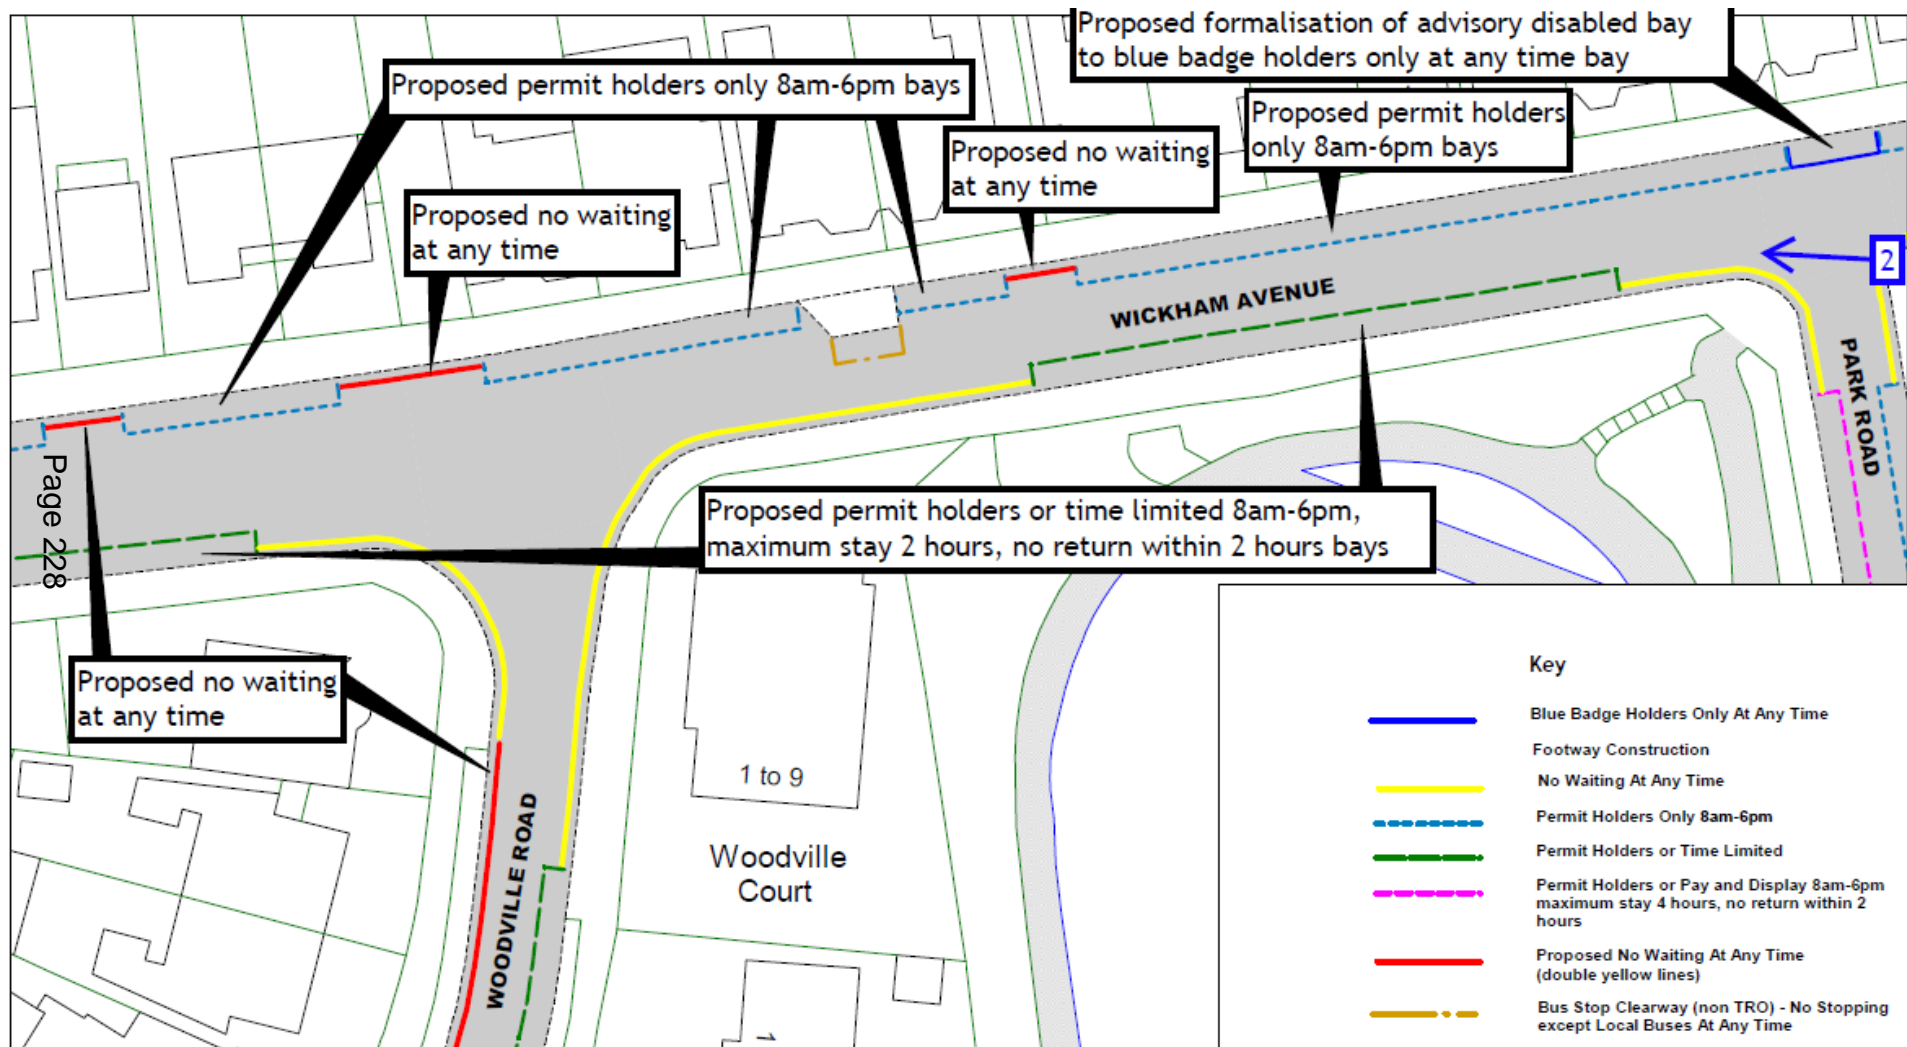 Proposed formalisation of advisory disabled bay
to blue badge holders only at any time bay
Proposed permit holders only 8am-6pm bays
Proposed permit holders
only 8am-6pm bays
Proposed no waiting
at any time
Proposed no waiting
at any time
2
WICKHAM AVENUE
PARK ROAD
Page 228
Proposed permit holders or time limited 8am-6pm,
maximum stay 2 hours, no return within 2 hours bays
Proposed no waiting
at any time
1 to 9
WOODVILLE ROAD
Woodville
Court
1
Key
Blue Badge Holders Only At Any Time
Footway Construction
No Waiting At Any Time
Permit Holders Only 8am-6pm
Permit Holders or Time Limited
Permit Holders or Pay and Display 8am-6pm
maximum stay 4 hours, no return within 2
hours
Proposed No Waiting At Any Time
(double yellow lines)
Bus Stop Clearway (non TRO) - No Stopping
except Local Buses At Any Time